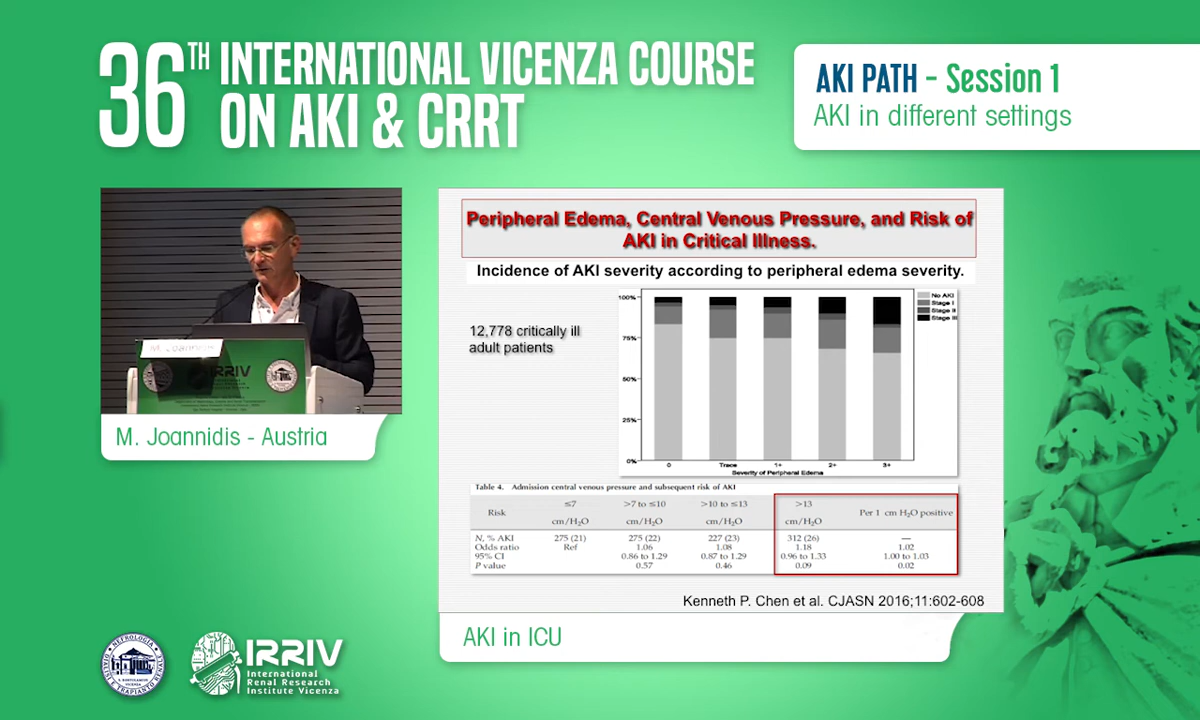 36TH INTERNATIONAL VICENZA COURSE
ON AKI & CRRT
AKI PATH - Session 1
AKI in different settings
M. Joannidis
IRRIV
M. Joannidis - Austria
Peripheral Edema, Central Venous Pressure, and Risk of
AKI in Critical Illness.
Incidence of AKI severity according to peripheral edema severity.
12,778 critically ill
adult patients
100%
75%
50%
25%
0%
No AKI
Stage I
Stage II
Stage III
0 Trace 1+ 2+ 3+
Severity of Peripheral Edema
Table 4. Admission central venous pressure and subsequent risk of AKI
Risk ≤7 cm/H2O >7 to ≤10 cm/H2O >10 to ≤13 cm/H2O >13 cm/H2O Per 1 cm H2O positive
N, % AKI 275 (21) 275 (22) 227 (23) 312 (26) —
Odds ratio Ref 1.06 1.08 1.18 1.02
95% CI 0.86 to 1.29 0.87 to 1.29 0.96 to 1.33 1.00 to 1.03
P value 0.57 0.46 0.09 0.02
Kenneth P. Chen et al. CJASN 2016;11:602-608
AKI in ICU
NEFROLOGIA
DIALISI E TRAPIANTO RENALE
S. BORTOLO
VICENZA
IRRIV
International
Renal Research
Institute Vicenza